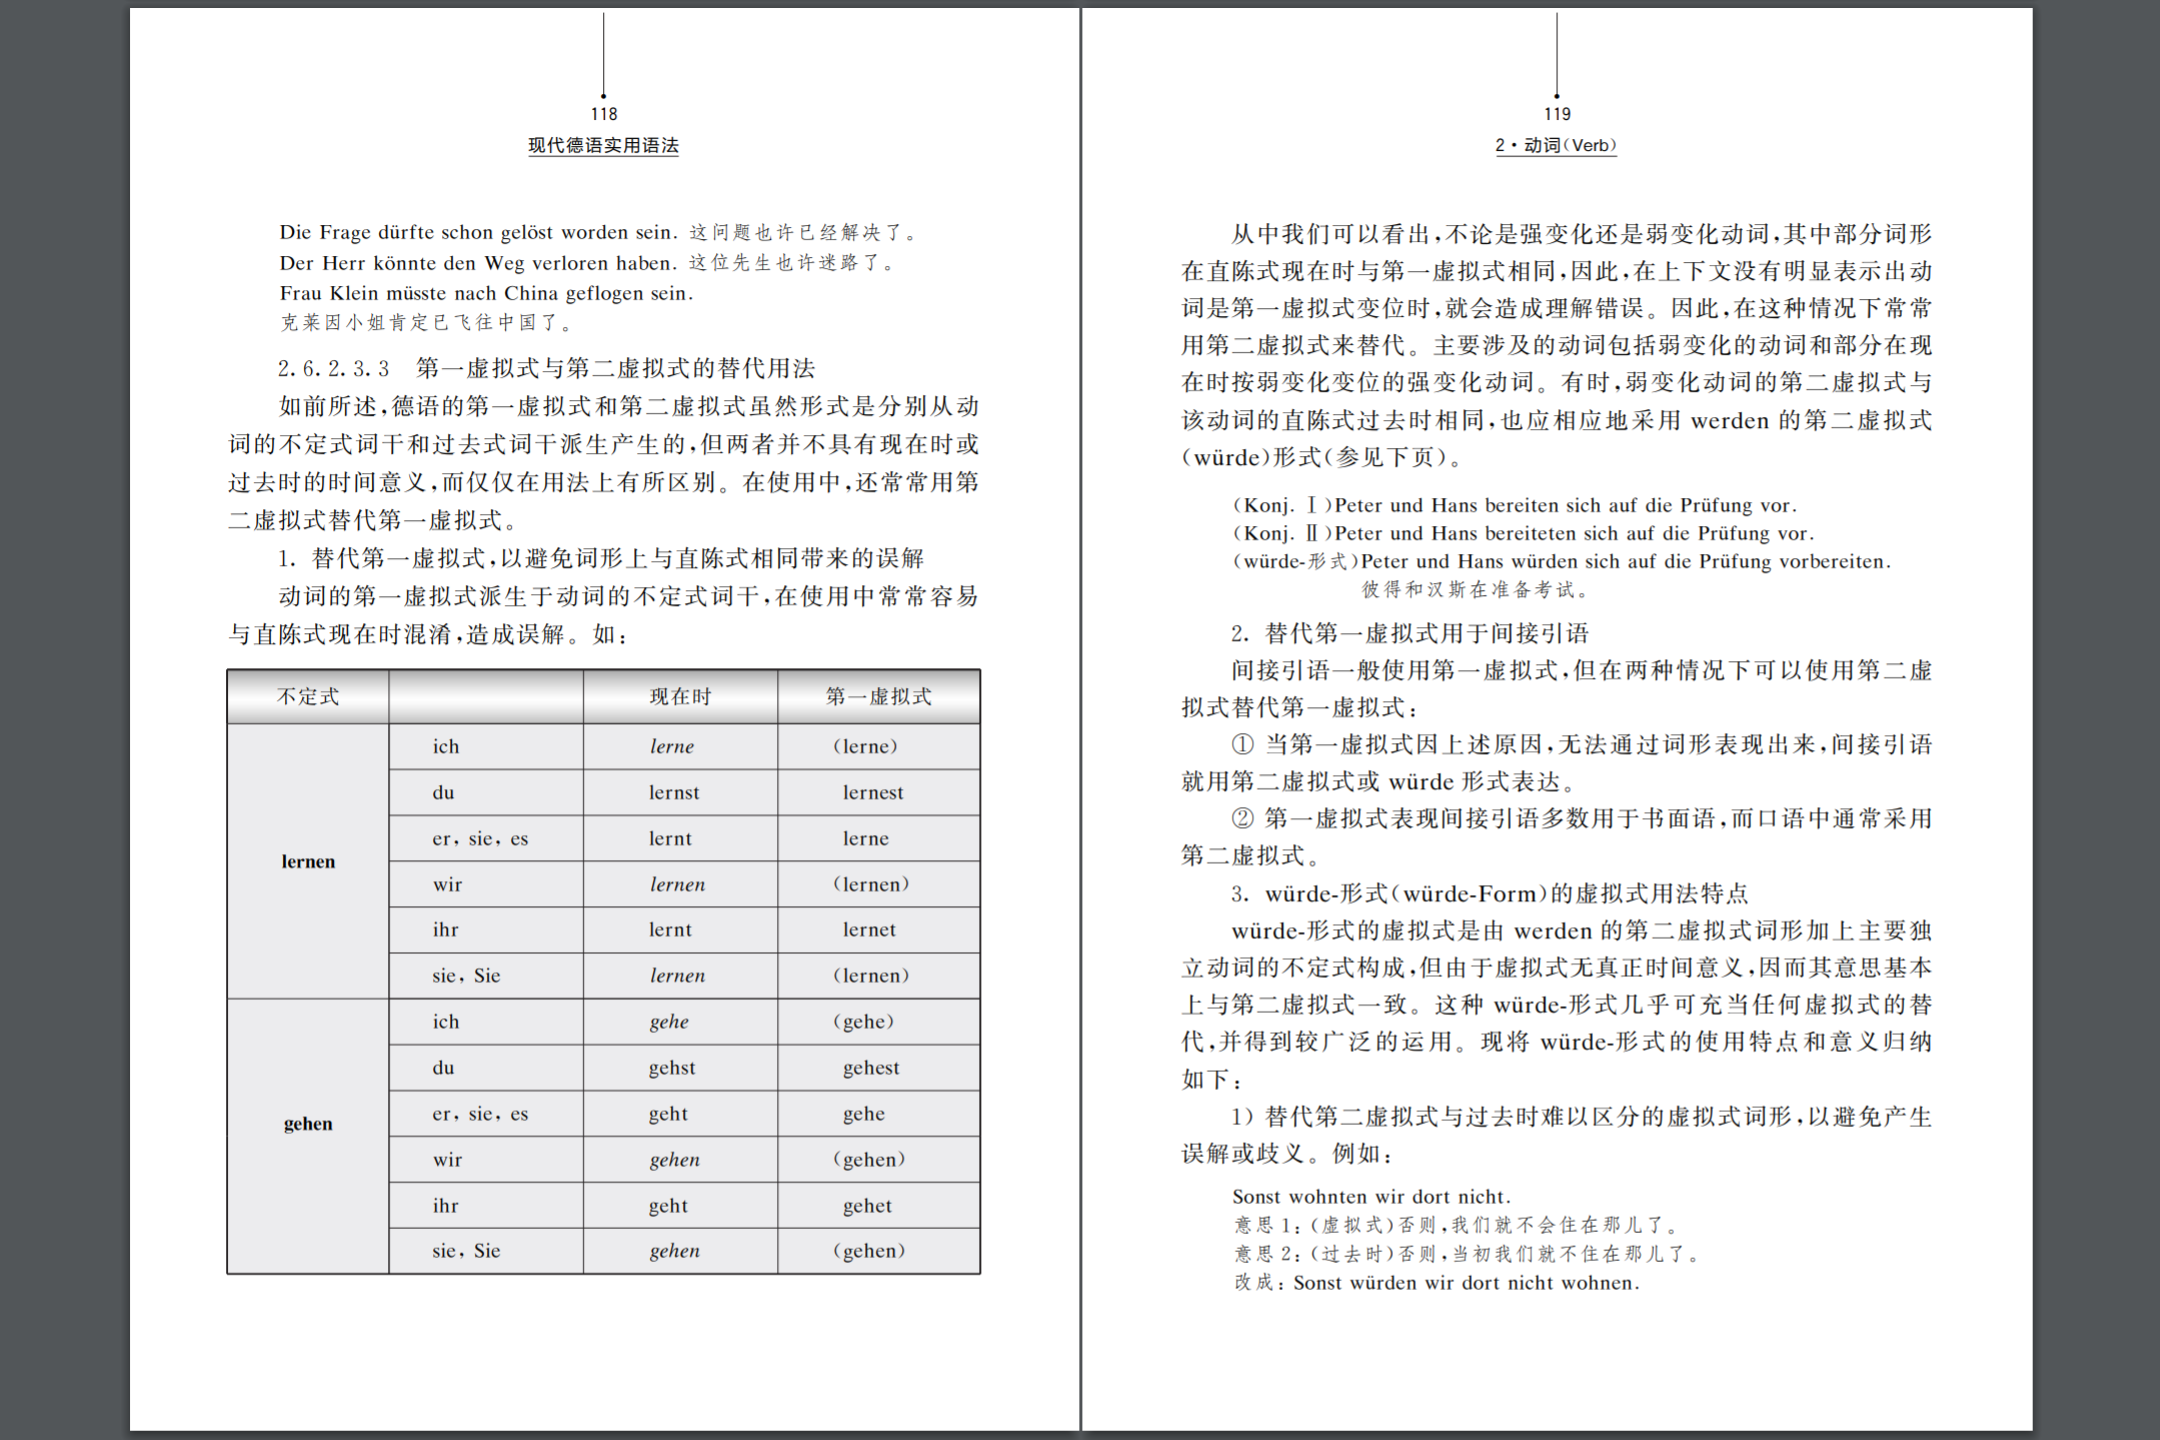 118
现代德语实用语法
Die Frage dürfte schon gelöst worden sein. 这问题也许已经解决了。
Der Herr könnte den Weg verloren haben. 这位先生也许迷路了。
Frau Klein müsste nach China geflogen sein.
克莱因小姐肯定已飞往中国了。
2.6.2.3.3 第一虚拟式与第二虚拟式的替代用法
如前所述,德语的第一虚拟式和第二虚拟式虽然形式是分别从动
词的不定式词干和过去式词干派生产生的,但两者并不具有现在时或
过去时的时间意义,而仅仅在用法上有所区别。在使用中,还常常用第
二虚拟式替代第一虚拟式。
1. 替代第一虚拟式,以避免词形上与直陈式相同带来的误解
动词的第一虚拟式派生于动词的不定式词干,在使用中常常容易
与直陈式现在时混淆,造成误解。如:
不定式 现在时 第一虚拟式
lernen
ich lerne (lerne)
du lernst lernest
er, sie, es lernt lerne
wir lernen (lernen)
ihr lernt lernet
sie, Sie lernen (lernen)
gehen
ich gehe (gehe)
du gehst gehest
er, sie, es geht gehe
wir gehen (gehen)
ihr geht gehet
sie, Sie gehen (gehen)
119
2·动词(Verb)
从中我们可以看出,不论是强变化还是弱变化动词,其中部分词形
在直陈式现在时与第一虚拟式相同,因此,在上下文没有明显表示出动
词是第一虚拟式变位时,就会造成理解错误。因此,在这种情况下常常
用第二虚拟式来替代。主要涉及的动词包括弱变化的动词和部分在现
在时按弱变化变位的强变化动词。有时,弱变化动词的第二虚拟式与
该动词的直陈式过去时相同,也应相应地采用 werden 的第二虚拟式
(würde)形式(参见下页)。
(Konj. Ⅰ)Peter und Hans bereiten sich auf die Prüfung vor.
(Konj. Ⅱ)Peter und Hans bereiteten sich auf die Prüfung vor.
(würde-形式)Peter und Hans würden sich auf die Prüfung vorbereiten.
彼得和汉斯在准备考试。
2. 替代第一虚拟式用于间接引语
间接引语一般使用第一虚拟式,但在两种情况下可以使用第二虚
拟式替代第一虚拟式:
① 当第一虚拟式因上述原因,无法通过词形表现出来,间接引语
就用第二虚拟式或 würde 形式表达。
② 第一虚拟式表现间接引语多数用于书面语,而口语中通常采用
第二虚拟式。
3. würde-形式(würde-Form)的虚拟式用法特点
würde-形式的虚拟式是由 werden 的第二虚拟式词形加上主要独
立动词的不定式构成,但由于虚拟式无真正时间意义,因而其意思基本
上与第二虚拟式一致。这种 würde-形式几乎可充当任何虚拟式的替
代,并得到较广泛的运用。现将 würde-形式的使用特点和意义归纳
如下:
1) 替代第二虚拟式与过去时难以区分的虚拟式词形,以避免产生
误解或歧义。例如:
Sonst wohnten wir dort nicht.
意思1:(虚拟式)否则,我们就不会住在那儿了。
意思2:(过去时)否则,当初我们就不住在那儿了。
改成:Sonst würden wir dort nicht wohnen.